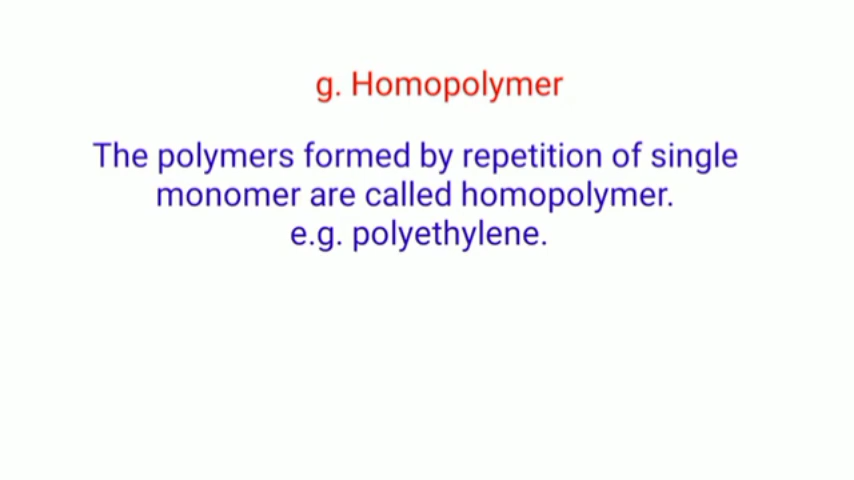 g. Homopolymer
The polymers formed by repetition of single
monomer are called homopolymer.
e.g. polyethylene.